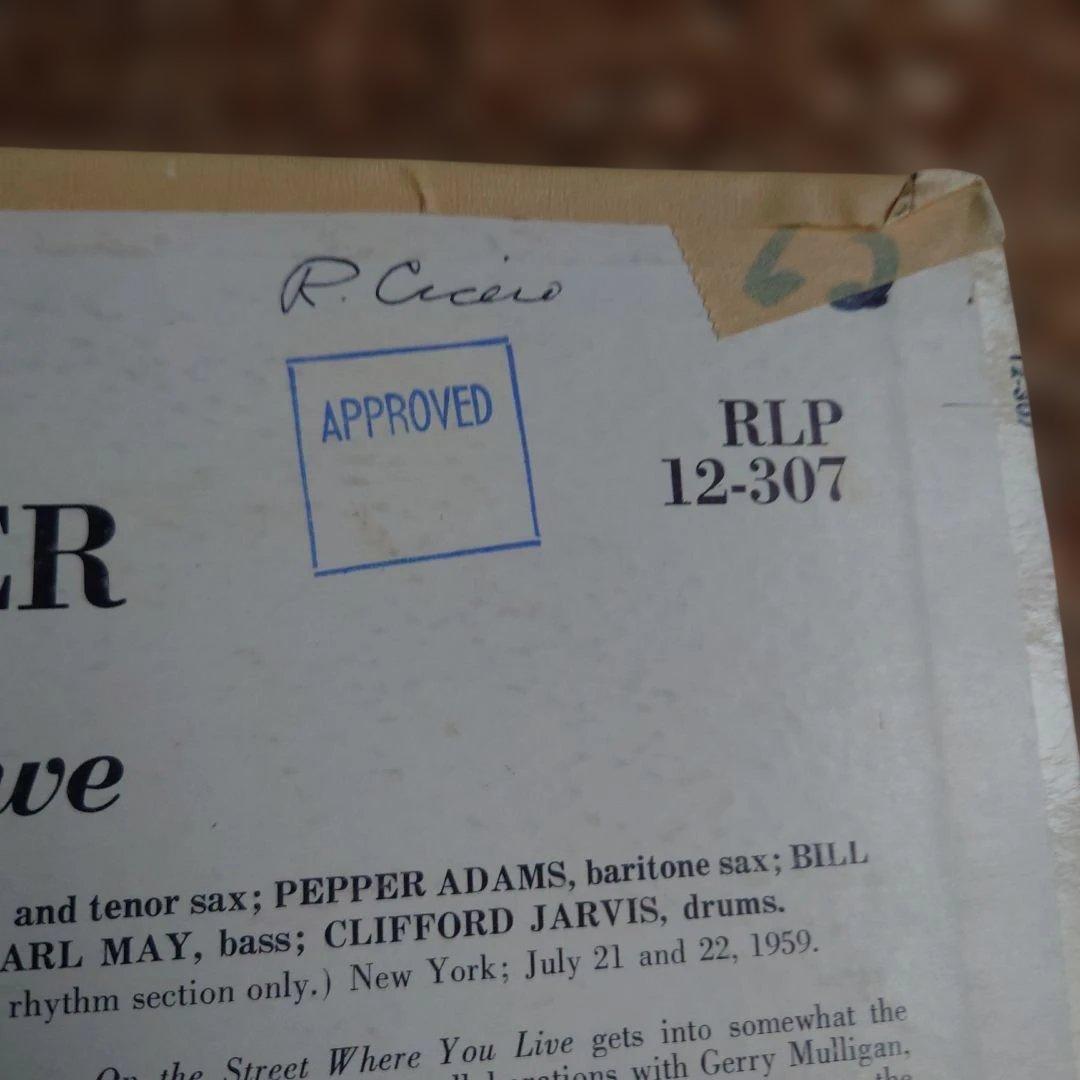 R. Cicero
APPROVED
RLP
12-307
ER
we
and tenor sax; PEPPER ADAMS, baritone sax; BILL
ARL MAY, bass; CLIFFORD JARVIS, drums.
rhythm section only.) New York; July 21 and 22, 1959.
On the Street Where You Live gets into somewhat the
with Gerry Mulligan,
the